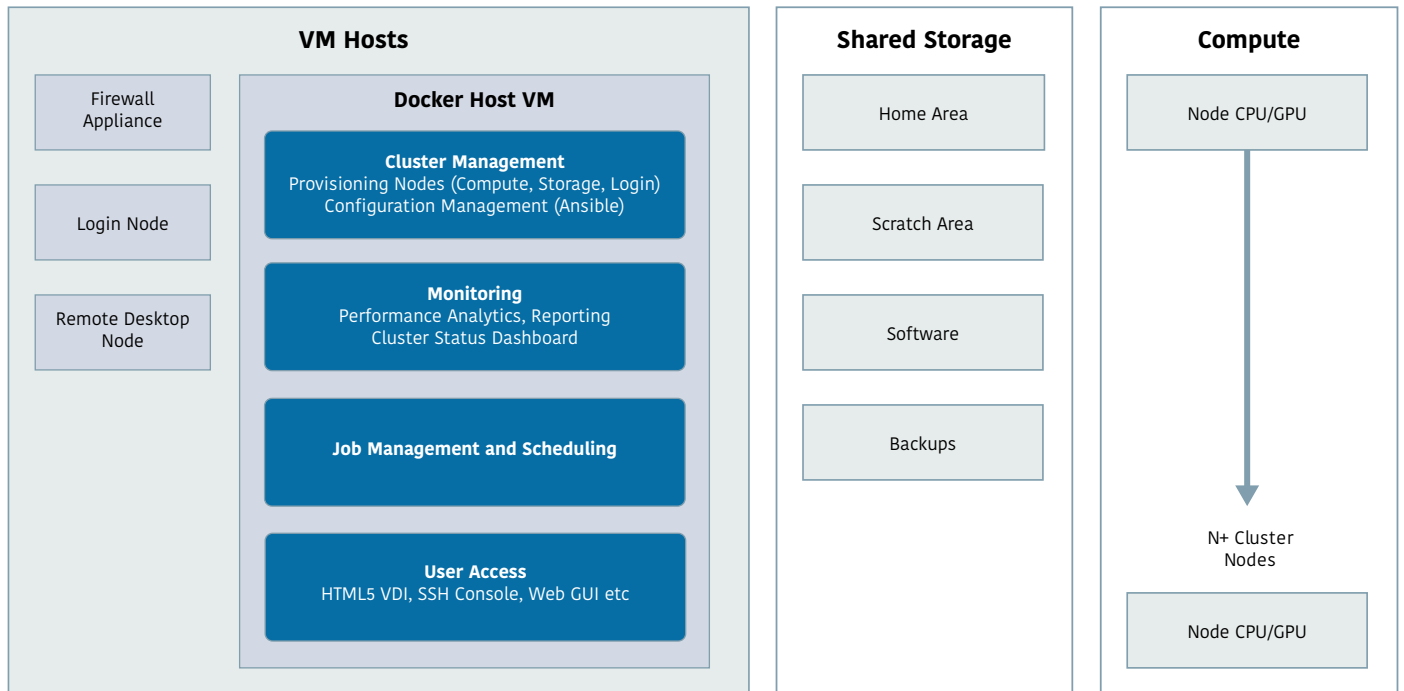 VM Hosts
Firewall
Appliance
Login Node
Remote Desktop
Node
Docker Host VM
Cluster Management
Provisioning Nodes (Compute, Storage, Login)
Configuration Management (Ansible)
Monitoring
Performance Analytics, Reporting
Cluster Status Dashboard
Job Management and Scheduling
User Access
HTML5 VDI, SSH Console, Web GUI etc
Shared Storage
Home Area
Scratch Area
Software
Backups
Compute
Node CPU/GPU
N+ Cluster
Nodes
Node CPU/GPU